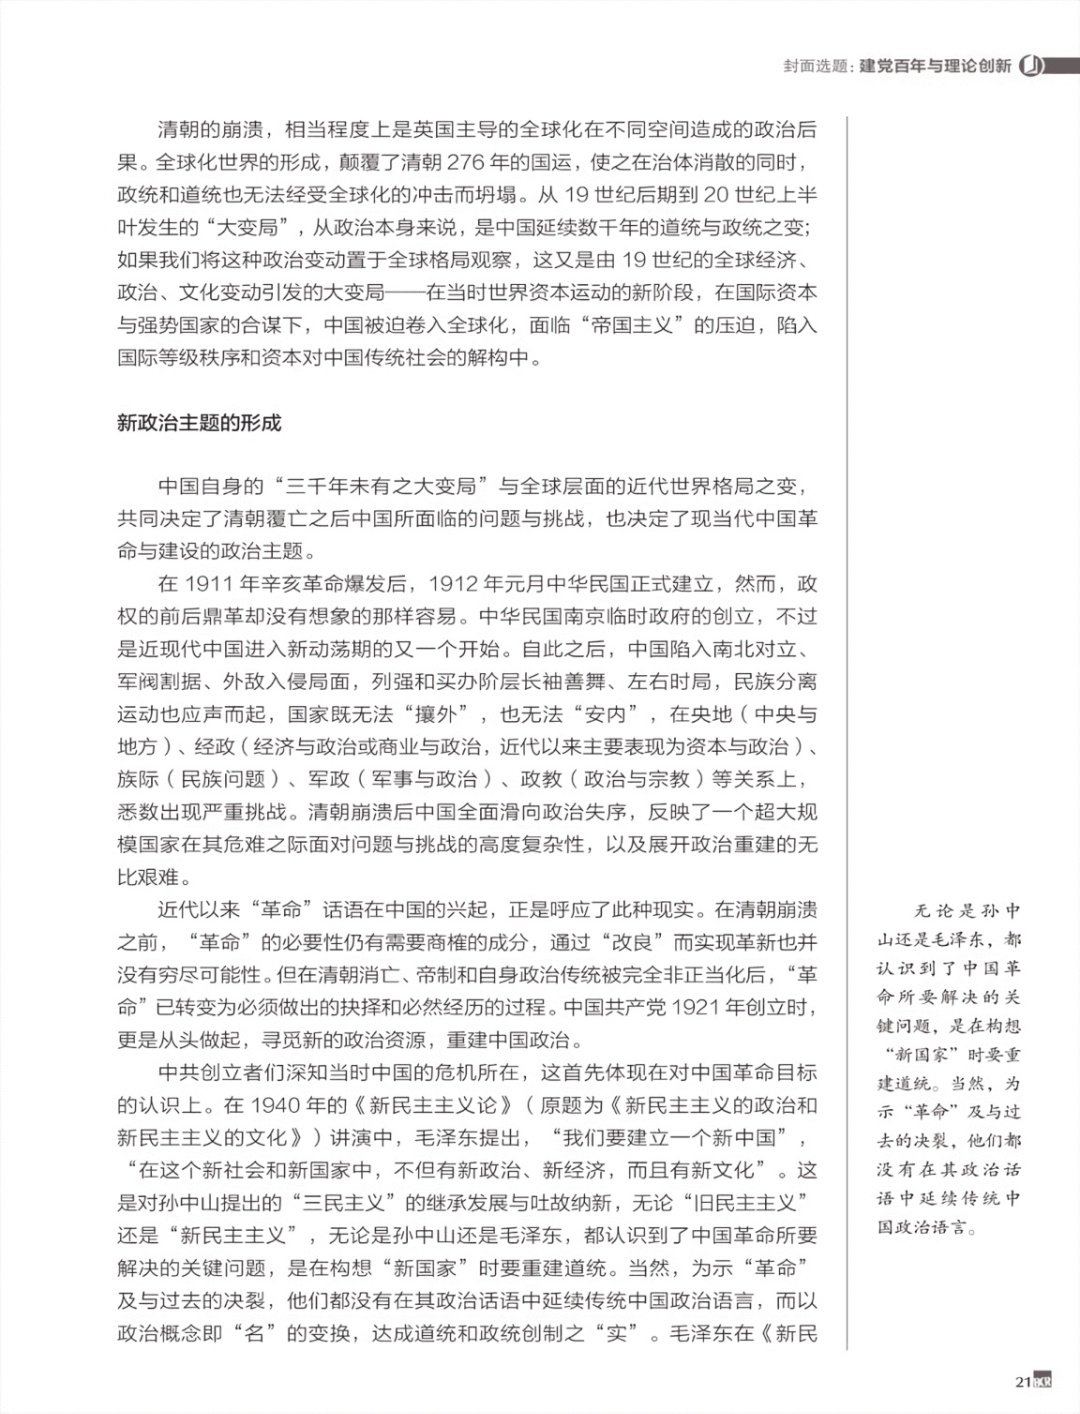 封面选题：建党百年与理论创新
清朝的崩溃，相当程度上是英国主导的全球化在不同空间造成的政治后
果。全球化世界的形成，颠覆了清朝 276 年的国运，使之在治体消散的同时，
政统和道统也无法经受全球化的冲击而坍塌。从 19 世纪后期到 20 世纪上半
叶发生的“大变局”，从政治本身来说，是中国延续数千年的道统与政统之变；
如果我们将这种政治变动置于全球格局观察，这又是由 19 世纪的全球经济、
政治、文化变动引发的大变局——在当时世界资本运动的新阶段，在国际资本
与强势国家的合谋下，中国被迫卷入全球化，面临“帝国主义”的压迫，陷入
国际等级秩序和资本对中国传统社会的解构中。
新政治主题的形成
中国自身的“三千年未有之大变局”与全球层面的近代世界格局之变，
共同决定了清朝覆亡之后中国所面临的问题与挑战，也决定了现当代中国革
命与建设的政治主题。
在 1911 年辛亥革命爆发后，1912 年元月中华民国正式建立，然而，政
权的前后鼎革却没有想象的那样容易。中华民国南京临时政府的创立，不过
是近现代中国进入新动荡期的又一个开始。自此之后，中国陷入南北对立、
军阀割据、外敌入侵局面，列强和买办阶层长袖善舞、左右时局，民族分离
运动也应声而起，国家既无法“攘外”，也无法“安内”，在央地（中央与
地方）、经政（经济与政治或商业与政治，近代以来主要表现为资本与政治）、
族际（民族问题）、军政（军事与政治）、政教（政治与宗教）等关系上，
悉数出现严重挑战。清朝崩溃后中国全面滑向政治失序，反映了一个超大规
模国家在其危难之际面对问题与挑战的高度复杂性，以及展开政治重建的无
比艰难。
近代以来“革命”话语在中国的兴起，正是呼应了此种现实。在清朝崩溃
之前，“革命”的必要性仍有需要商榷的成分，通过“改良”而实现革新也并
没有穷尽可能性。但在清朝消亡、帝制和自身政治传统被完全非正当化后，“革
命”已转变为必须做出的抉择和必然经历的过程。中国共产党 1921 年创立时，
更是从头做起，寻觅新的政治资源，重建中国政治。
中共创立者们深知当时中国的危机所在，这首先体现在对中国革命目标
的认识上。在 1940 年的《新民主主义论》（原题为《新民主主义的政治和
新民主主义的文化》）讲演中，毛泽东提出，“我们要建立一个新中国”，
“在这个新社会和新国家中，不但有新政治、新经济，而且有新文化”。这
是对孙中山提出的“三民主义”的继承发展与吐故纳新，无论“旧民主主义”
还是“新民主主义”，无论是孙中山还是毛泽东，都认识到了中国革命所要
解决的关键问题，是在构想“新国家”时要重建道统。当然，为示“革命”
及与过去的决裂，他们都没有在其政治话语中延续传统中国政治语言，而以
政治概念即“名”的变换，达成道统和政统创制之“实”。毛泽东在《新民
无论是孙中
山还是毛泽东，都
认识到了中国革
命所要解决的关
键问题，是在构想
“新国家”时要重
建道统。当然，为
示“革命”及与过
去的决裂，他们都
没有在其政治话
语中延续传统中
国政治语言。
21